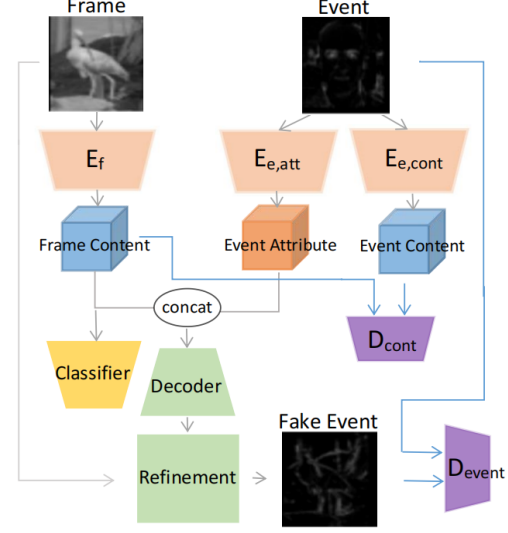 Frame
Event
Ef
Ee,att
Ee,cont
Frame Content
Event Attribute
Event Content
concat
Dcont
Classifier
Decoder
Fake Event
Refinement
Devent